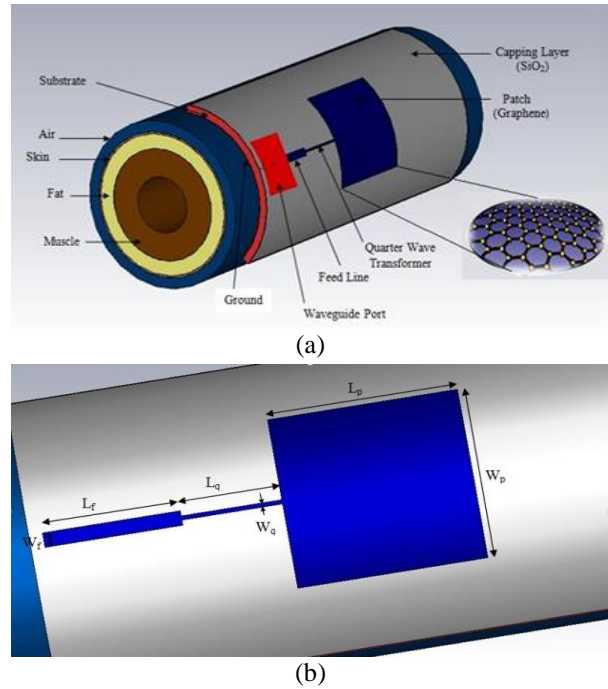 Capping Layer
(SiO₂)
Substrate
Patch
(Graphene)
Air
Skin
Fat
Muscle
Quarter Wave
Transformer
Feed Line
Ground
Waveguide Port
(a)
Lp
Lq
Lf
Wp
Wf
Wq
(b)